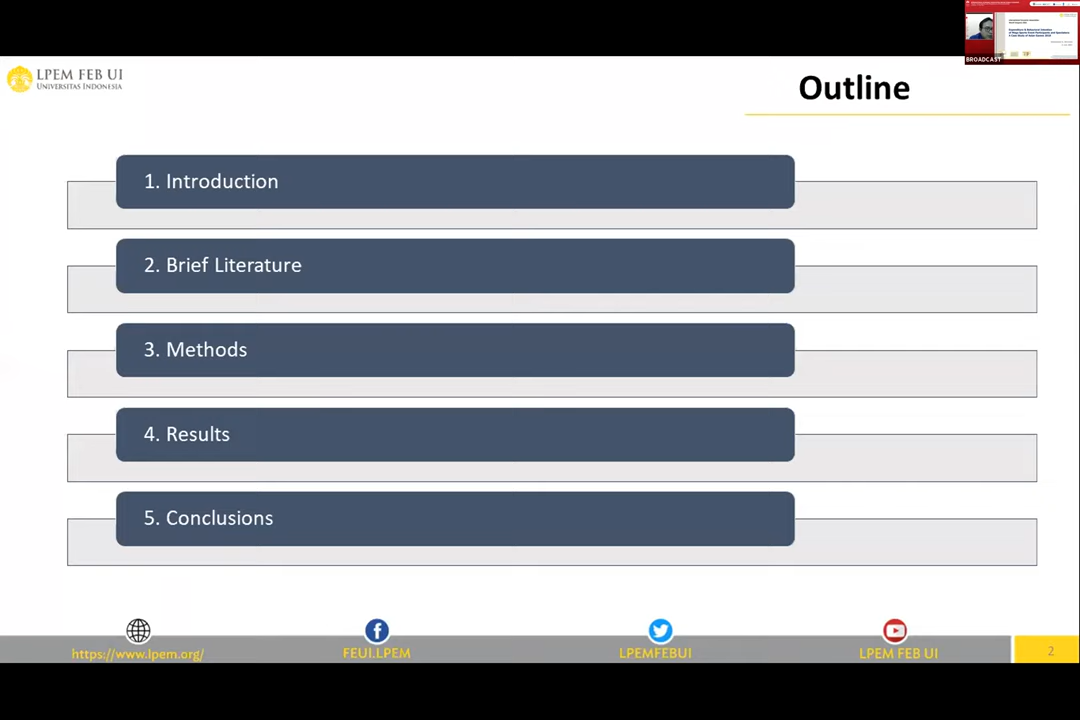 BROADCAST
LPEM FEB UI
UNIVERSITAS INDONESIA
Outline
1. Introduction
2. Brief Literature
3. Methods
4. Results
5. Conclusions
https://www.lpem.org/
FEUI.LPEM
LPEMFEBUI
LPEM FEB UI
2